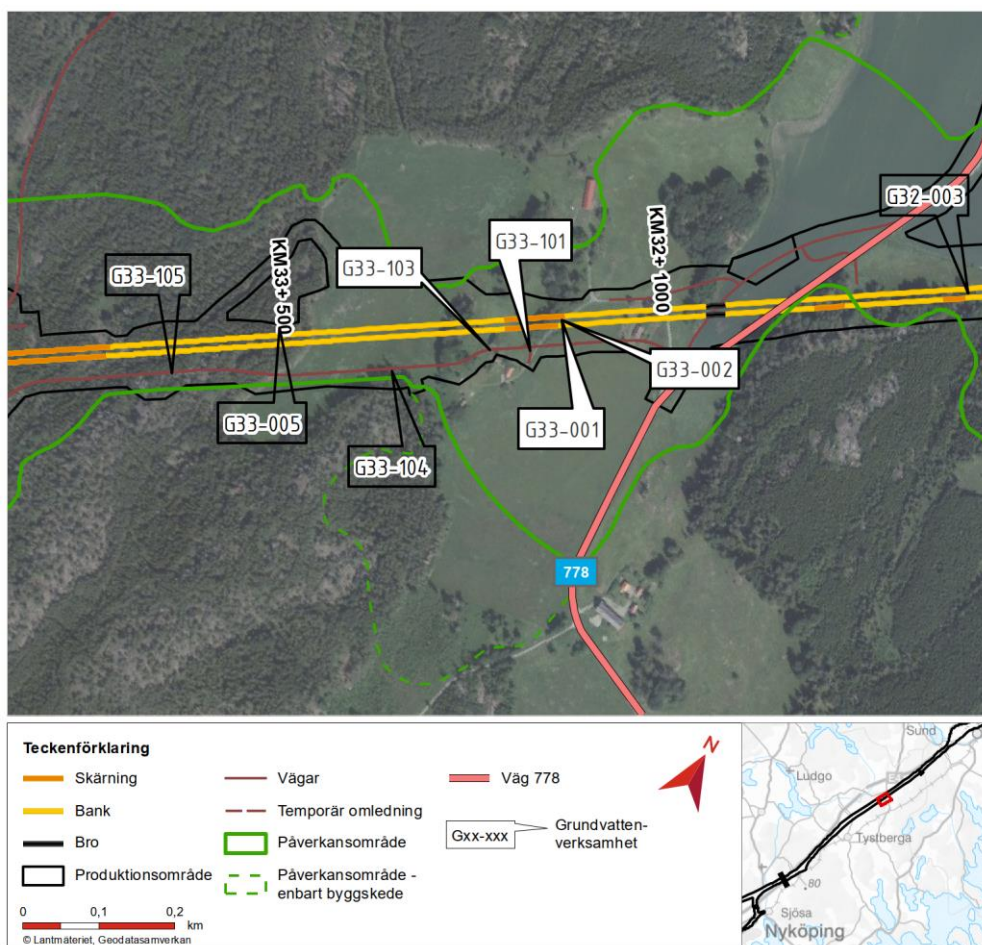 G32-003
KM32+1000
G33-101
G33-103
G33-105
KM33+500
G33-002
G33-001
G33-005
G33-104
778
Teckenförklaring
Skärning
Bank
Bro
Produktionsområde
Vägar
Temporär omledning
Påverkansområde
Påverkansområde -
enbart byggskede
Väg 778
Gxx-xxx
Grundvatten-
verksamhet
N
0 0,1 0,2
km
© Lantmäteriet, Geodatasamverkan
Sund
Ludgo
Tystberga
80
Sjösa
Nyköping